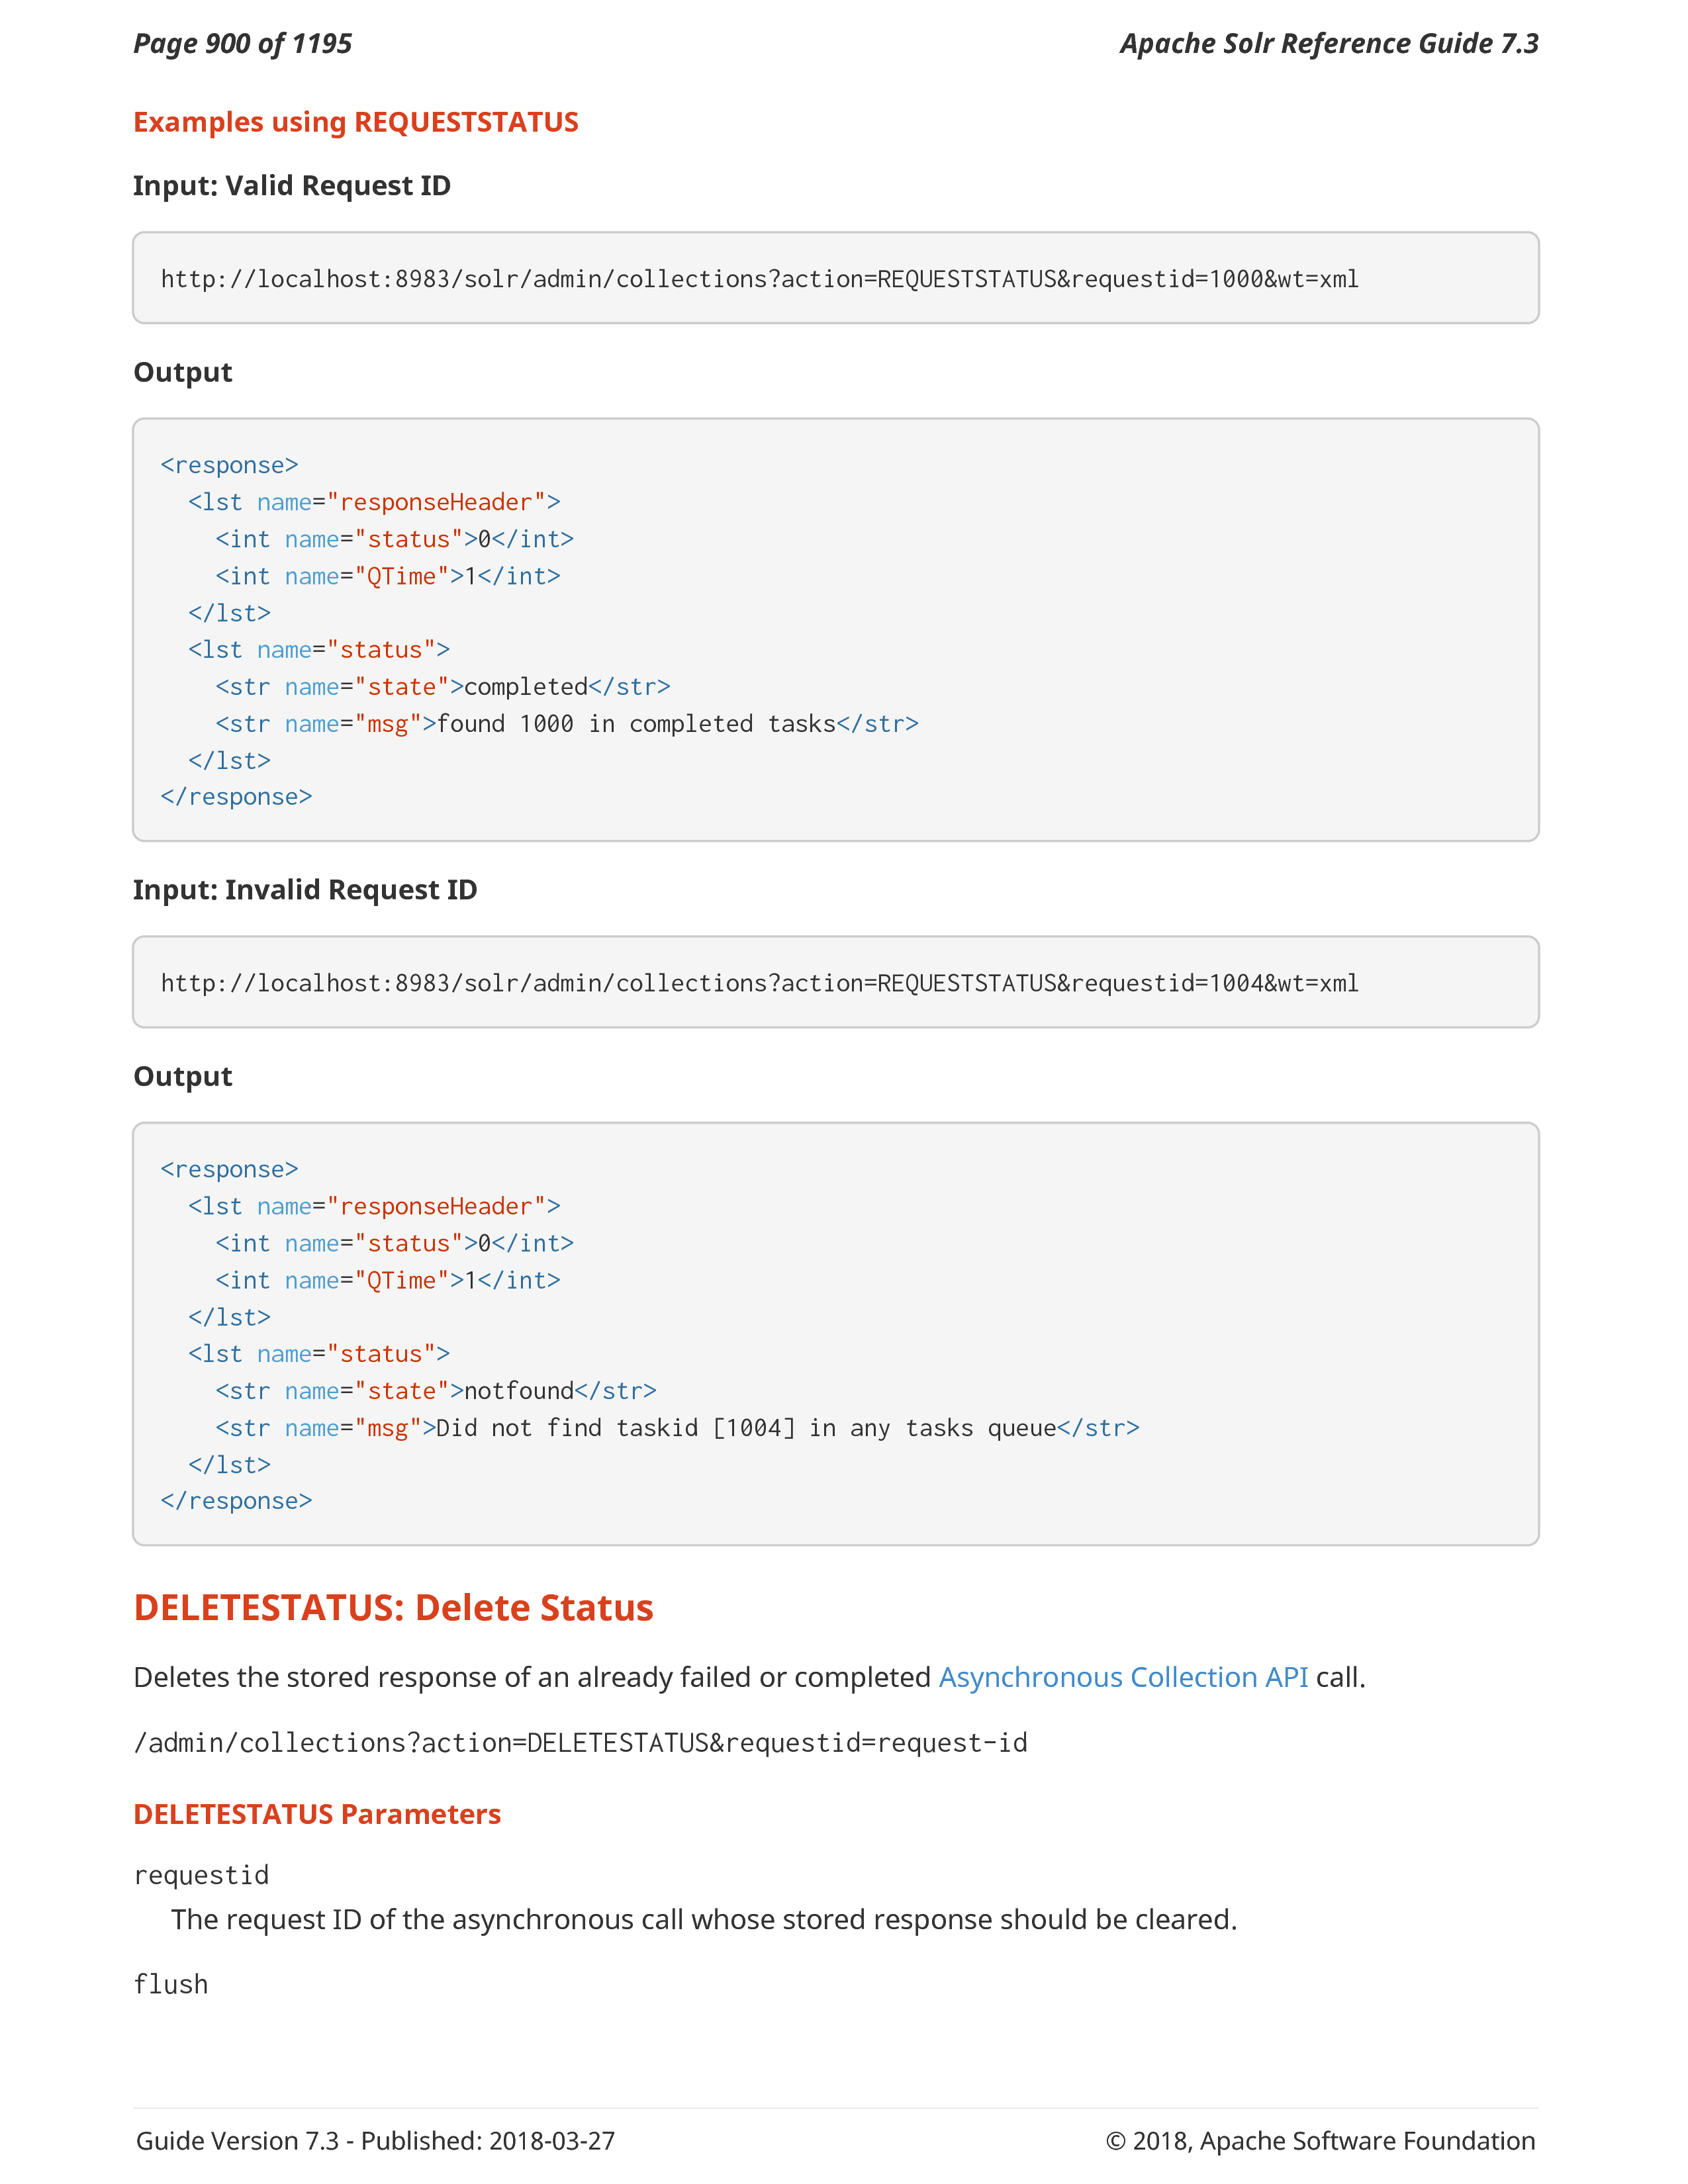 Page 900 of 1195
Apache Solr Reference Guide 7.3
Examples using REQUESTSTATUS
Input: Valid Request ID
http://localhost:8983/solr/admin/collections?action=REQUESTSTATUS&requestid=1000&wt=xml
Output
<response>
  <lst name="responseHeader">
    <int name="status">0</int>
    <int name="QTime">1</int>
  </lst>
  <lst name="status">
    <str name="state">completed</str>
    <str name="msg">found 1000 in completed tasks</str>
  </lst>
</response>
Input: Invalid Request ID
http://localhost:8983/solr/admin/collections?action=REQUESTSTATUS&requestid=1004&wt=xml
Output
<response>
  <lst name="responseHeader">
    <int name="status">0</int>
    <int name="QTime">1</int>
  </lst>
  <lst name="status">
    <str name="state">notfound</str>
    <str name="msg">Did not find taskid [1004] in any tasks queue</str>
  </lst>
</response>
DELETESTATUS: Delete Status
Deletes the stored response of an already failed or completed Asynchronous Collection API call.
/admin/collections?action=DELETESTATUS&requestid=request-id
DELETESTATUS Parameters
requestid
The request ID of the asynchronous call whose stored response should be cleared.
flush
Guide Version 7.3 - Published: 2018-03-27
© 2018, Apache Software Foundation